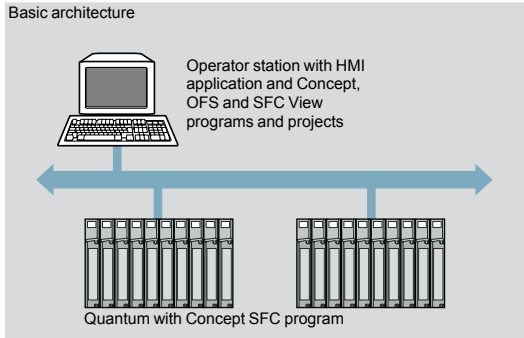 Basic architecture
Operator station with HMI
application and Concept,
OFS and SFC View
programs and projects
Quantum with Concept SFC program